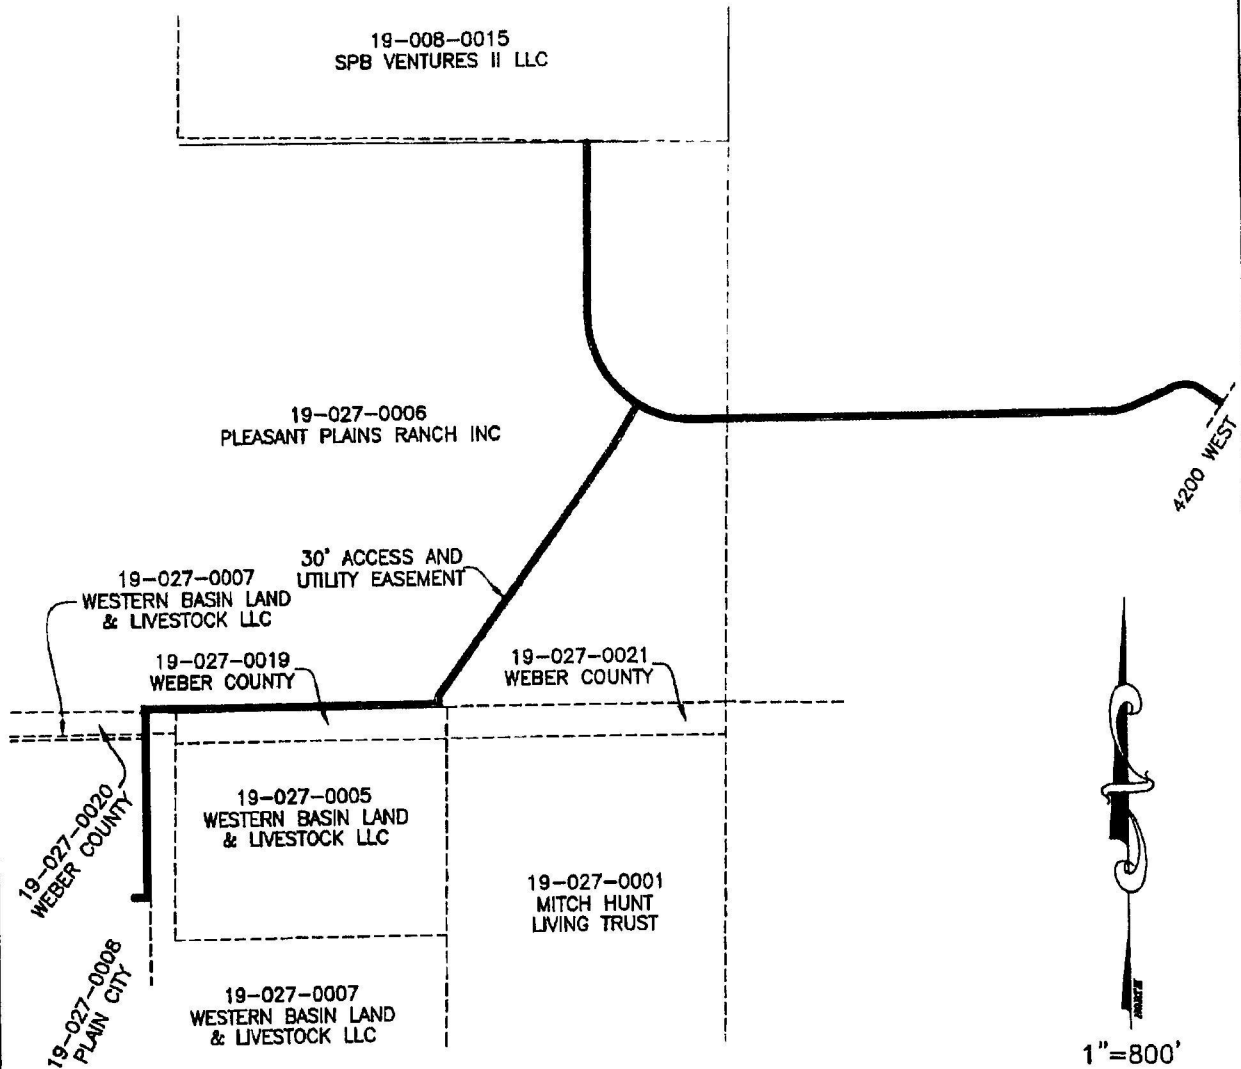 19-008-0015
SPB VENTURES II LLC
19-027-0006
PLEASANT PLAINS RANCH INC
4200 WEST
30' ACCESS AND
UTILITY EASEMENT
19-027-0007
WESTERN BASIN LAND
& LIVESTOCK LLC
19-027-0019
WEBER COUNTY
19-027-0021
WEBER COUNTY
19-027-0020
WEBER COUNTY
19-027-0005
WESTERN BASIN LAND
& LIVESTOCK LLC
19-027-0001
MITCH HUNT
LIVING TRUST
19-027-0008
PLAIN CITY
19-027-0007
WESTERN BASIN LAND
& LIVESTOCK LLC
NORTH
1"=800'